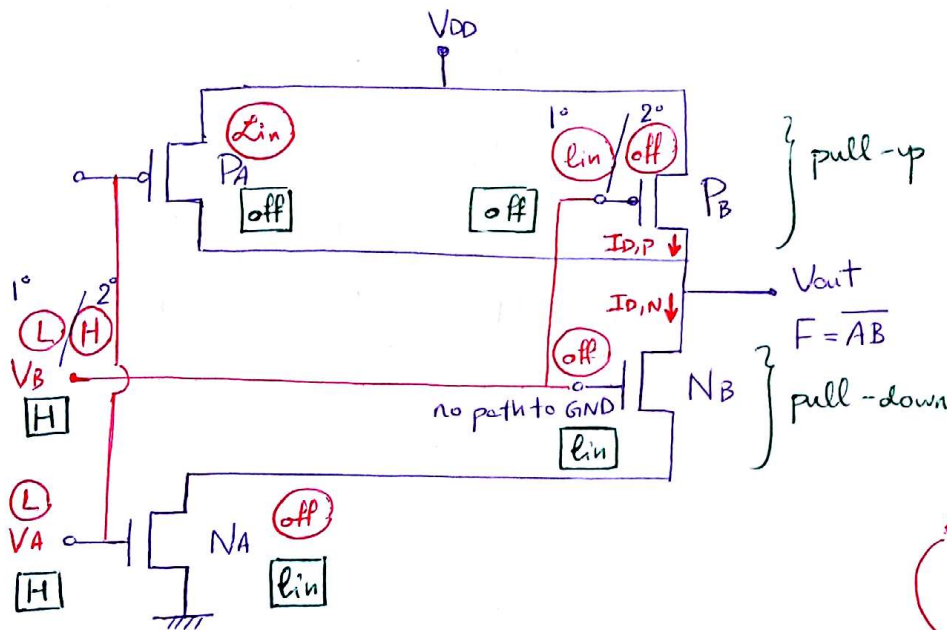 VDD
1° / 2°
Lin
lin off
PA
PB
} pull-up
off
off
ID,P ↓
1° / 2°
Vout
ID,N ↓
L / H
F = \overline{AB}
off
VB
NB
} pull-down
no path to GND
H
lin
L
off
VA
NA
H
lin